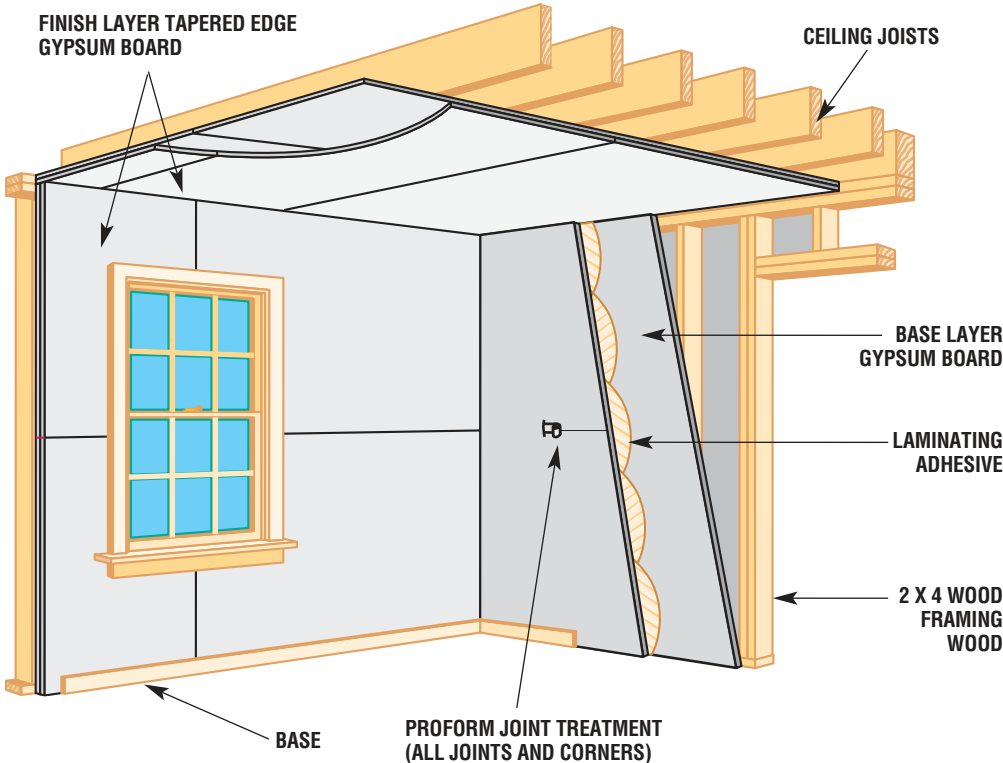 FINISH LAYER TAPERED EDGE
GYPSUM BOARD
CEILING JOISTS
BASE LAYER
GYPSUM BOARD
LAMINATING
ADHESIVE
2 X 4 WOOD
FRAMING
WOOD
BASE
PROFORM JOINT TREATMENT
(ALL JOINTS AND CORNERS)